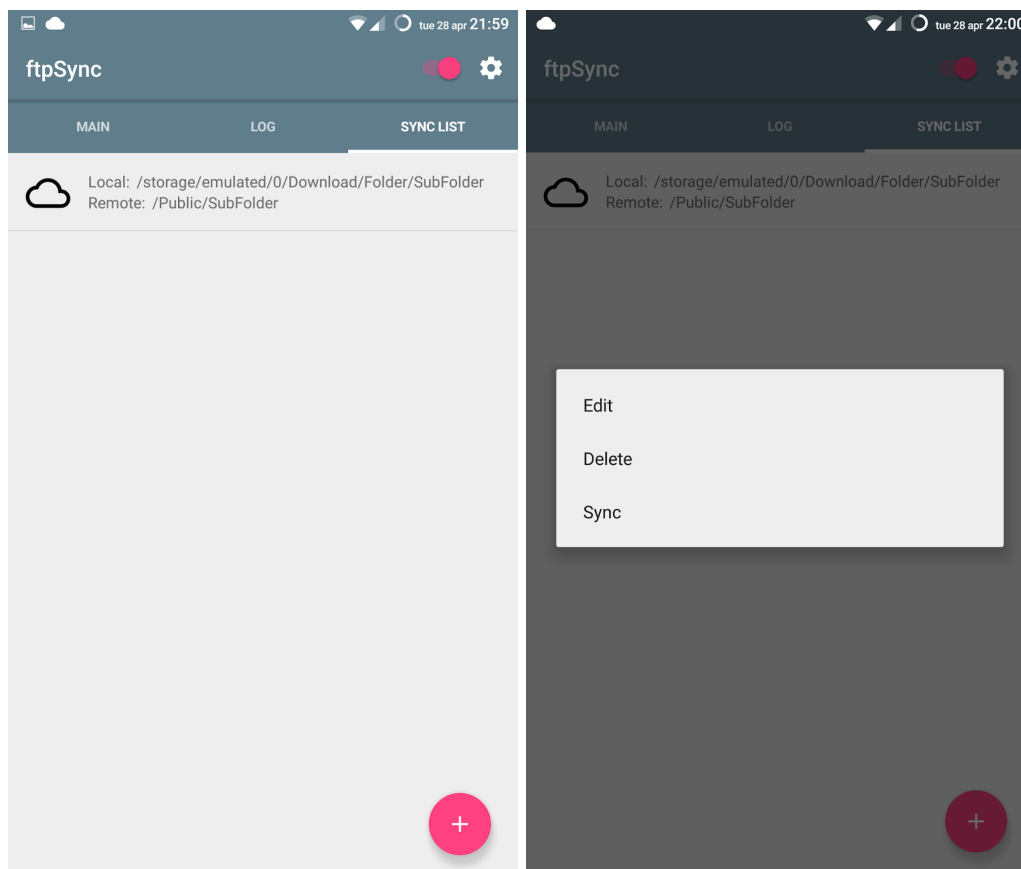 tue 28 apr 21:59
ftpSync
MAIN LOG SYNC LIST
Local: /storage/emulated/0/Download/Folder/SubFolder
Remote: /Public/SubFolder
+
tue 28 apr 22:00
ftpSync
MAIN LOG SYNC LIST
Local: /storage/emulated/0/Download/Folder/SubFolder
Remote: /Public/SubFolder
Edit
Delete
Sync
+